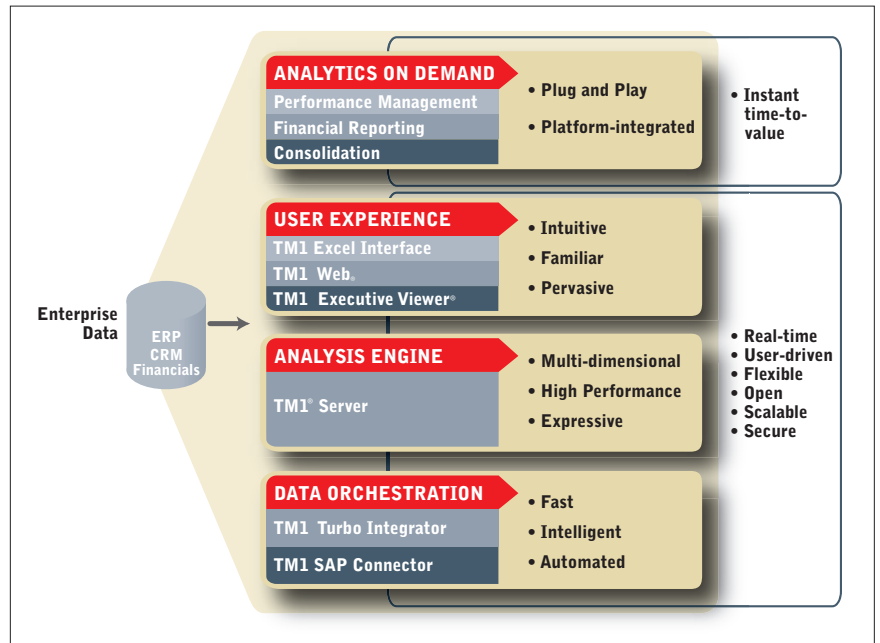 Enterprise
Data
ERP
CRM
Financials
ANALYTICS ON DEMAND
Performance Management
Financial Reporting
Consolidation
• Plug and Play
• Platform-integrated
• Instant
time-to-
value
USER EXPERIENCE
TM1 Excel Interface
TM1 Web®
TM1 Executive Viewer®
• Intuitive
• Familiar
• Pervasive
ANALYSIS ENGINE
TM1® Server
• Multi-dimensional
• High Performance
• Expressive
DATA ORCHESTRATION
TM1 Turbo Integrator
TM1 SAP Connector
• Fast
• Intelligent
• Automated
• Real-time
• User-driven
• Flexible
• Open
• Scalable
• Secure